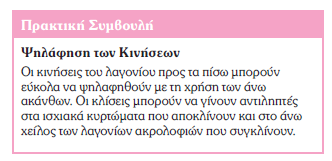 Πρακτική Συμβουλή
Ψηλάφηση των Κινήσεων
Οι κινήσεις του λαγονίου προς τα πίσω μπορούν
εύκολα να ψηλαφηθούν με τη χρήση των άνω
ακάνθων. Οι κλίσεις μπορούν να γίνουν αντιληπτές
στα ισχιακά κυρτώματα που αποκλίνουν και στο άνω
χείλος των λαγονίων ακρολοφιών που συγκλίνουν.